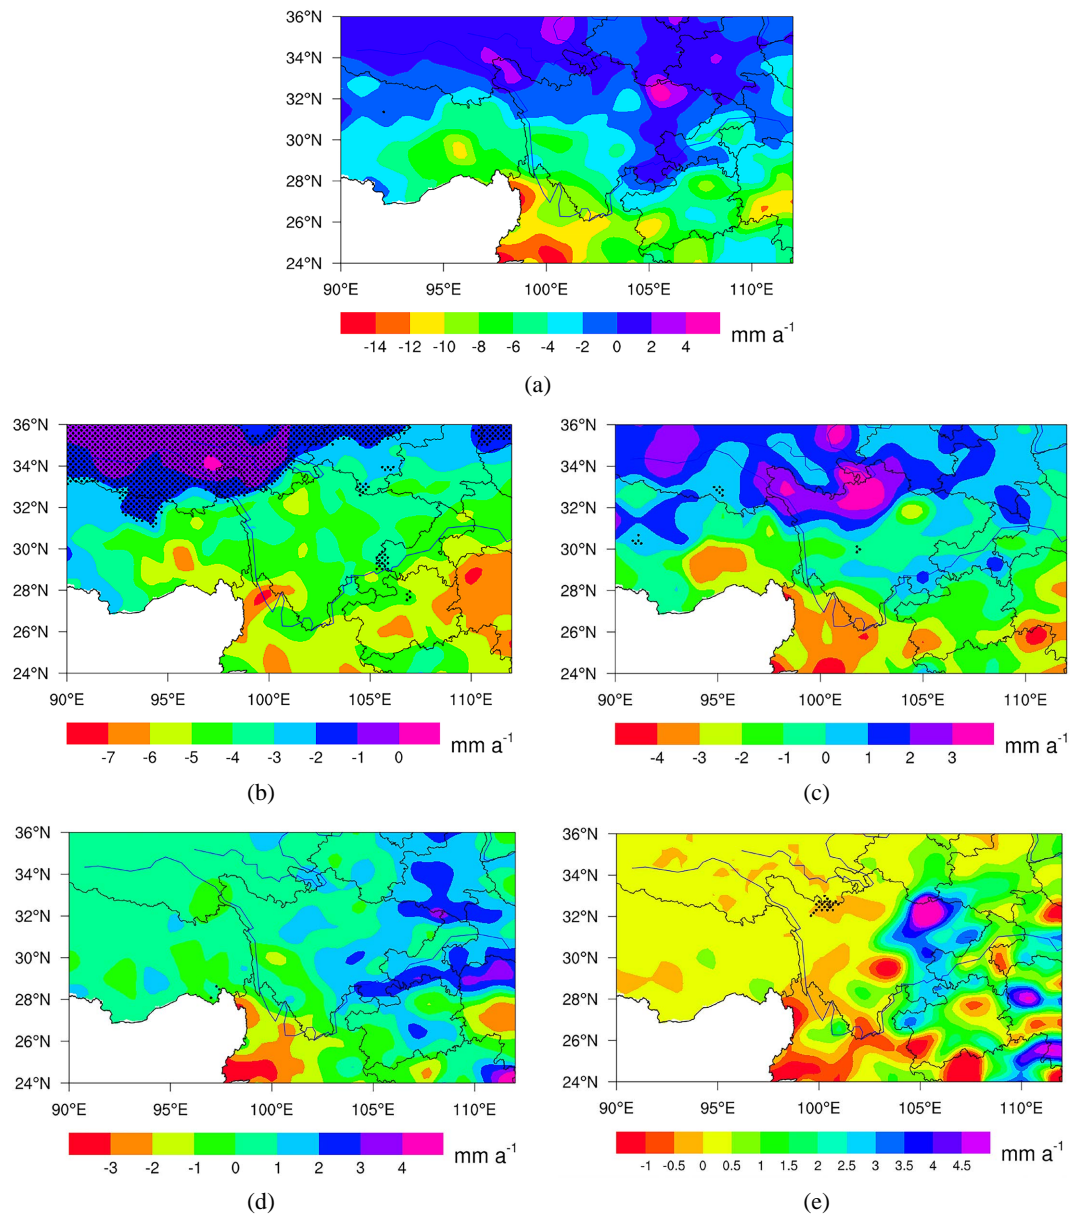 36°N
34°N
32°N
30°N
28°N
26°N
24°N
90°E 95°E 100°E 105°E 110°E
-14 -12 -10 -8 -6 -4 -2 0 2 4 mm a-1
(a)
36°N
34°N
32°N
30°N
28°N
26°N
24°N
90°E 95°E 100°E 105°E 110°E
-7 -6 -5 -4 -3 -2 -1 0 mm a-1
(b)
36°N
34°N
32°N
30°N
28°N
26°N
24°N
90°E 95°E 100°E 105°E 110°E
-4 -3 -2 -1 0 1 2 3 mm a-1
(c)
36°N
34°N
32°N
30°N
28°N
26°N
24°N
90°E 95°E 100°E 105°E 110°E
-3 -2 -1 0 1 2 3 4 mm a-1
(d)
36°N
34°N
32°N
30°N
28°N
26°N
24°N
90°E 95°E 100°E 105°E 110°E
-1 -0.5 0 0.5 1 1.5 2 2.5 3 3.5 4 4.5 mm a-1
(e)